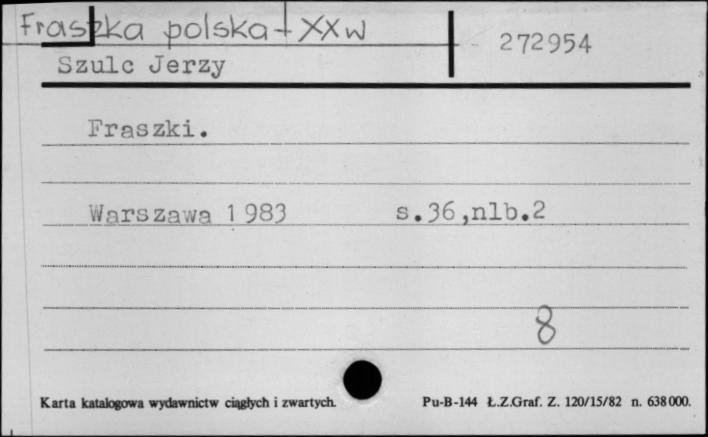 Fraszka polska - XX w
272954
Szulc Jerzy
Fraszki.
Warszawa 1983 s.36,nlb.2
8
Karta katalogowa wydawnictw ciągłych i zwartych. Pu-B-144 Ł.Z.Graf. Z. 120/15/82 n. 638000.